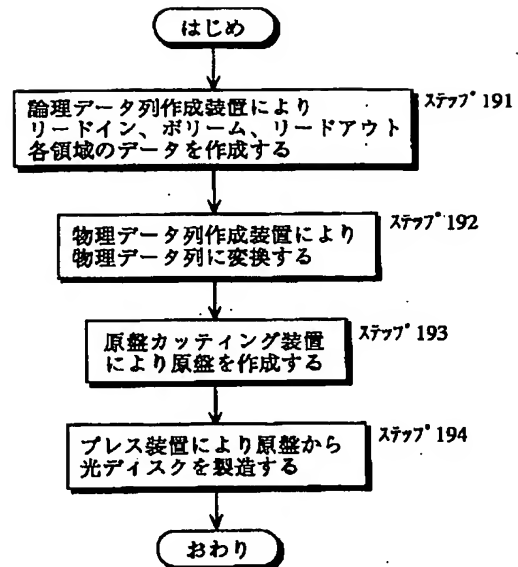 はじめ
ステップ191
論理データ列作成装置により
リードイン、ボリーム、リードアウト
各領域のデータを作成する
ステップ192
物理データ列作成装置により
物理データ列に変換する
ステップ193
原盤カッティング装置
により原盤を作成する
ステップ194
プレス装置により原盤から
光ディスクを製造する
おわり